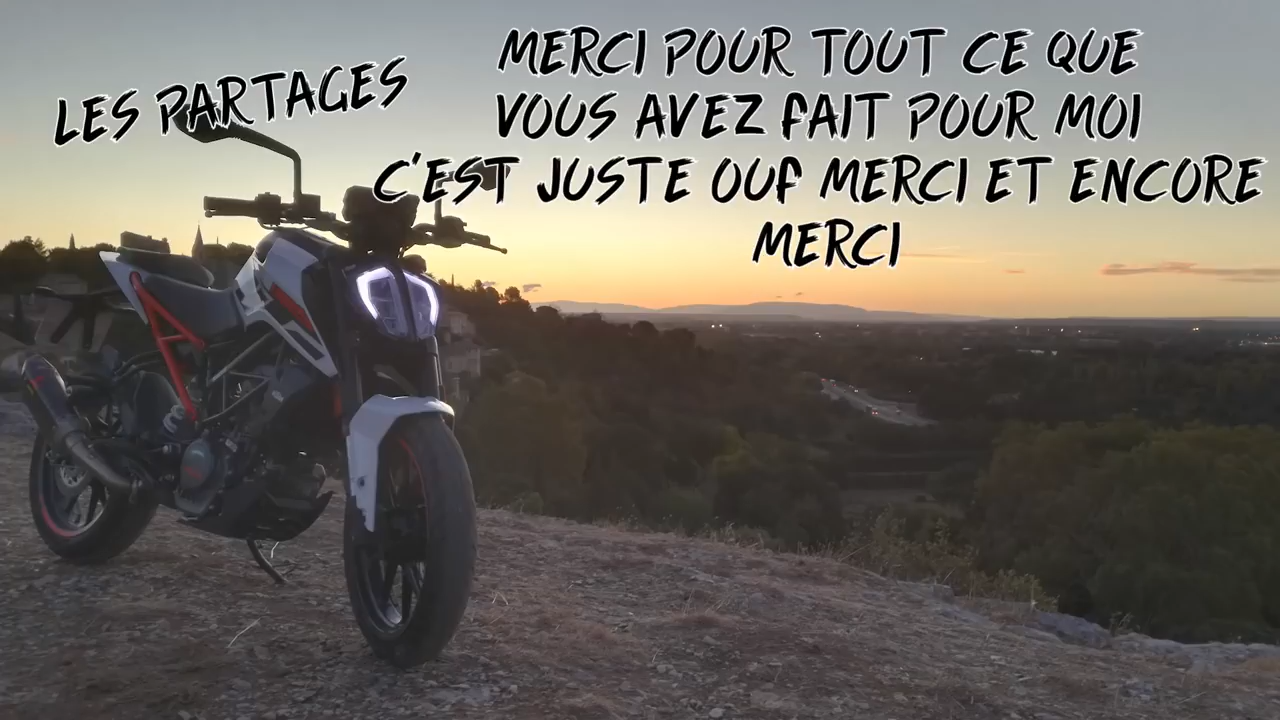 LES PARTAGES
MERCI POUR TOUT CE QUE
VOUS AVEZ FAIT POUR MOI
C'EST JUSTE OUF MERCI ET ENCORE
MERCI